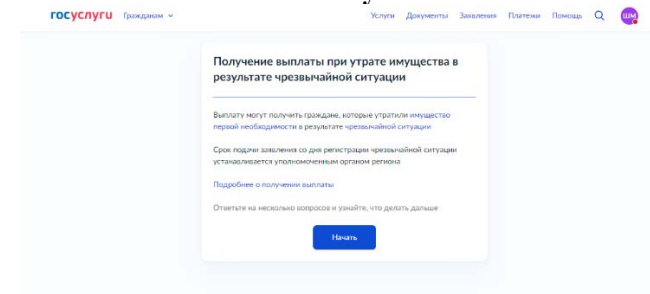 госуслуги Гражданам Услуги Документы Заявления Платежи Помощь ШМ
Получение выплаты при утрате имущества в
результате чрезвычайной ситуации
Выплату могут получить граждане, которые утратили имущество
первой необходимости в результате чрезвычайной ситуации
Срок подачи заявления со дня регистрации чрезвычайной ситуации
устанавливается уполномоченным органом региона
Подробнее о получении выплаты
Ответьте на несколько вопросов и узнайте, что делать дальше
Начать